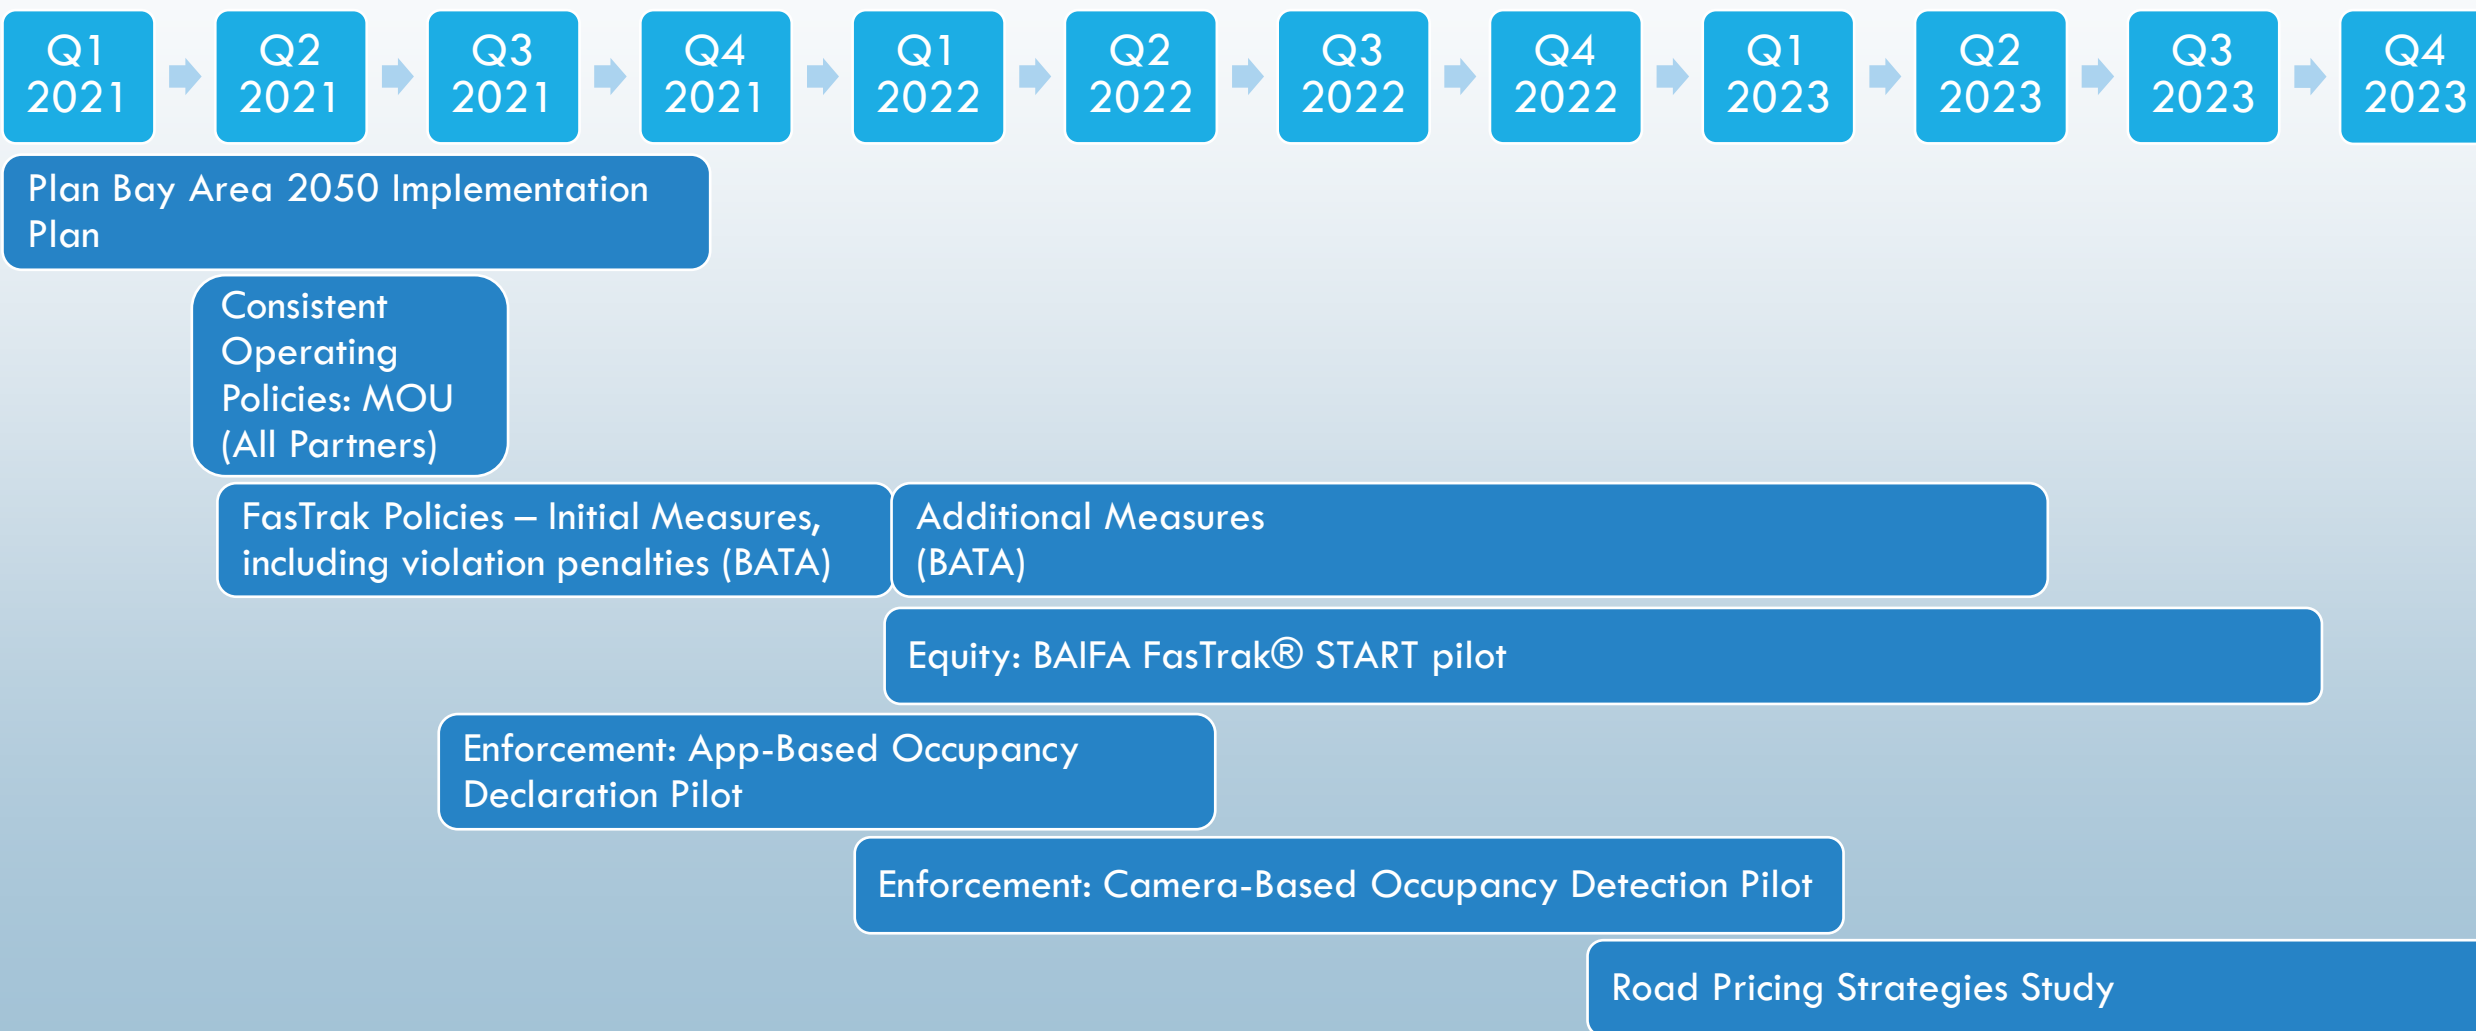 Q1
2021
Q2
2021
Q3
2021
Q4
2021
Q1
2022
Q2
2022
Q3
2022
Q4
2022
Q1
2023
Q2
2023
Q3
2023
Q4
2023
Plan Bay Area 2050 Implementation
Plan
Consistent
Operating
Policies: MOU
(All Partners)
FasTrak Policies – Initial Measures,
including violation penalties (BATA)
Additional Measures
(BATA)
Equity: BAIFA FasTrak® START pilot
Enforcement: App-Based Occupancy
Declaration Pilot
Enforcement: Camera-Based Occupancy Detection Pilot
Road Pricing Strategies Study